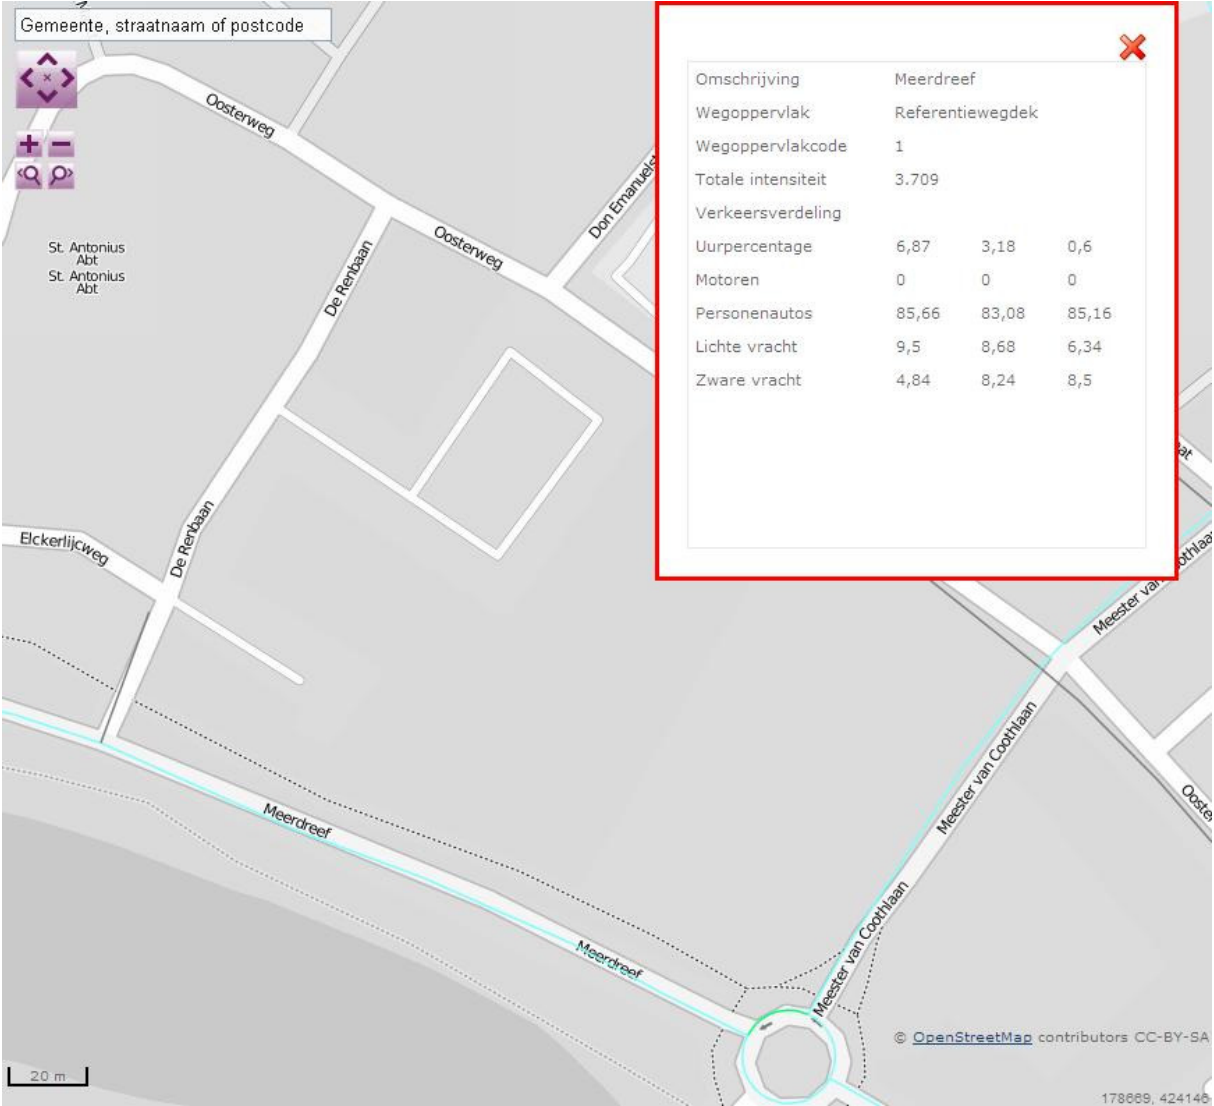 Gemeente, straatnaam of postcode
Omschrijving Meerdreef
Wegoppervlak Referentiewegdek
Wegoppervlakcode 1
Totale intensiteit 3.709
Verkeersverdeling
Uurpercentage 6,87 3,18 0,6
Motoren 0 0 0
Personenautos 85,66 83,08 85,16
Lichte vracht 9,5 8,68 6,34
Zware vracht 4,84 8,24 8,5
Oosterweg
Oosterweg
St. Antonius
Abt
St. Antonius
Abt
De Renbaan
De Renbaan
Elckerlijcweg
Meester van Coothlaan
Meester van Coothlaan
Meester van Coothlaan
Meerdreef
Meerdreef
© OpenStreetMap contributors CC-BY-SA
20 m
178669, 424146